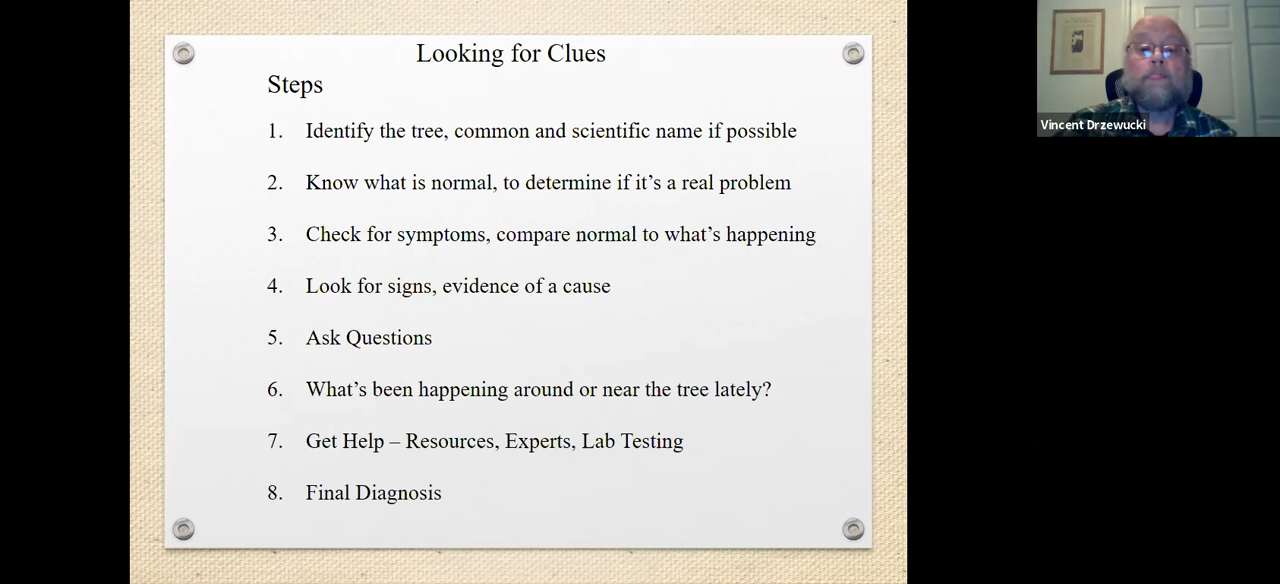 Looking for Clues
Steps
1. Identify the tree, common and scientific name if possible
2. Know what is normal, to determine if it’s a real problem
3. Check for symptoms, compare normal to what’s happening
4. Look for signs, evidence of a cause
5. Ask Questions
6. What’s been happening around or near the tree lately?
7. Get Help – Resources, Experts, Lab Testing
8. Final Diagnosis
Vincent Drzewucki